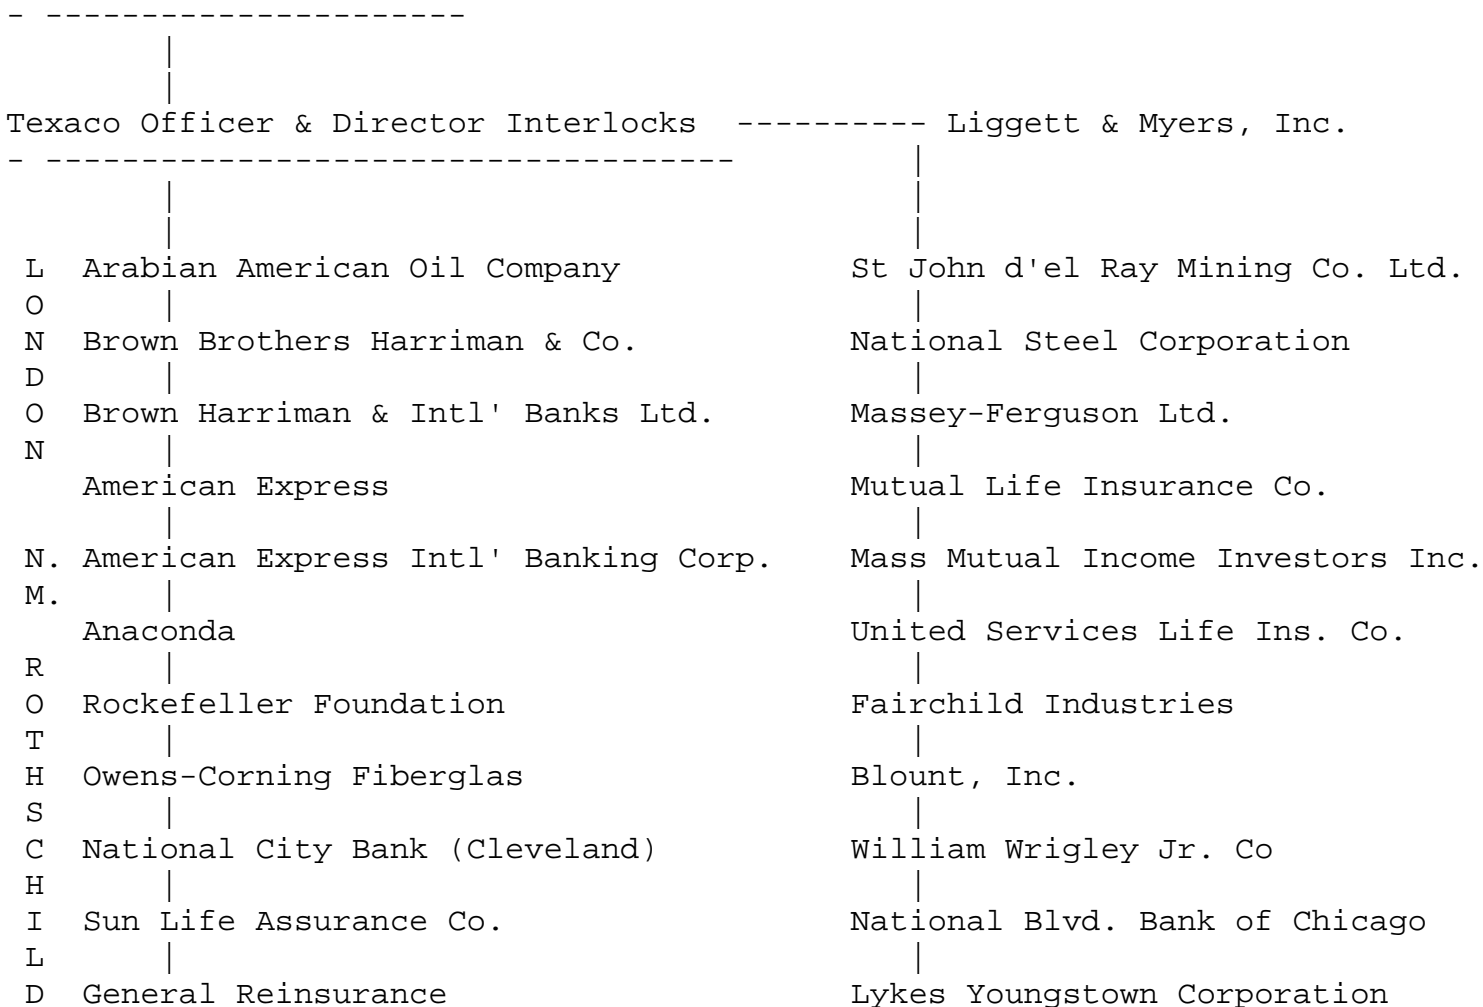 - ----------------------
|
|
Texaco Officer & Director Interlocks ---------- Liggett & Myers, Inc.
- ------------------------------------ |
| |
| |
L Arabian American Oil Company St John d'el Ray Mining Co. Ltd.
O | |
N Brown Brothers Harriman & Co. National Steel Corporation
D | |
O Brown Harriman & Intl' Banks Ltd. Massey-Ferguson Ltd.
N | |
American Express Mutual Life Insurance Co.
| |
N. American Express Intl' Banking Corp. Mass Mutual Income Investors Inc.
M. | |
Anaconda United Services Life Ins. Co.
R | |
O Rockefeller Foundation Fairchild Industries
T | |
H Owens-Corning Fiberglas Blount, Inc.
S | |
C National City Bank (Cleveland) William Wrigley Jr. Co
H | |
I Sun Life Assurance Co. National Blvd. Bank of Chicago
L | |
D General Reinsurance Lykes Youngstown Corporation